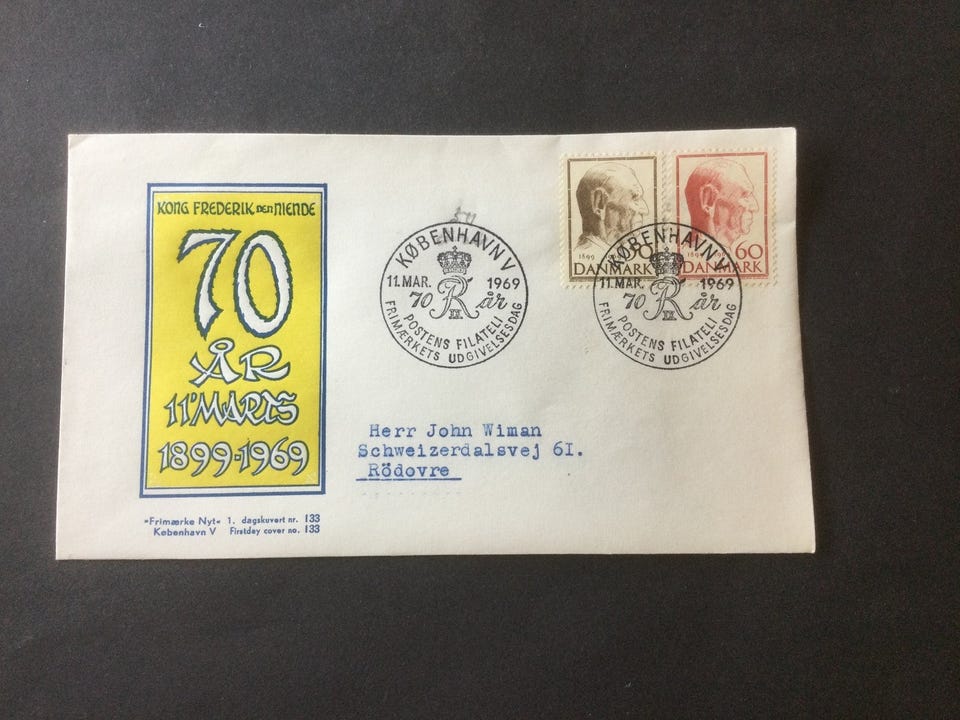 KONG FREDERIK DEN NIENDE
70
ÅR
11' MARTS
1899-1969
»Frimærke Nyt« 1. dagskuvert nr. 133
København V Firstday cover no. 133
KØBENHAVN V
11. MAR. 1969
70 år
POSTENS FILATELI
FRIMÆRKETS UDGIVELSESDAG
1899
DANMARK
60
DANMARK
KØBENHAVN V
11. MAR. 1969
70 år
POSTENS FILATELI
FRIMÆRKETS UDGIVELSESDAG
Herr John Wiman
Schweizerdalsvej 61.
Rödovre